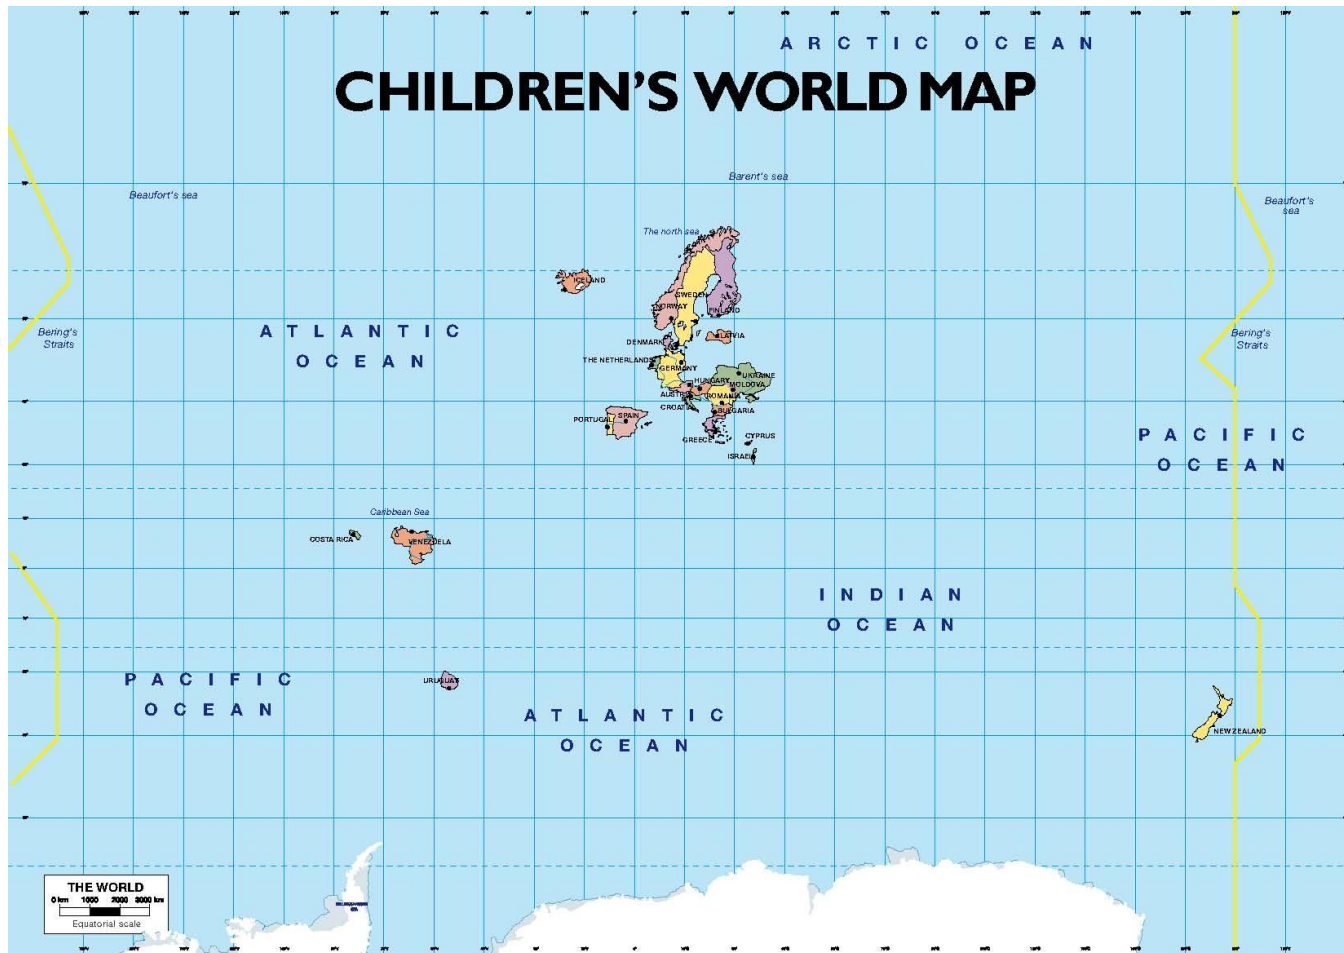 ARCTIC OCEAN
CHILDREN'S WORLD MAP
Barent's sea
Beaufort's sea
Beaufort's
sea
The north sea
ICELAND
SWEDEN
NORWAY
FINLAND
ATLANTIC
OCEAN
Bering's
Straits
Bering's
Straits
LATVIA
DENMARK
THE NETHERLANDS
GERMANY
UKRAINE
HUNGARY
MOLDOVA
AUSTRIA
ROMANIA
CROATIA
BULGARIA
SPAIN
PORTUGAL
GREECE
CYPRUS
ISRAEL
PACIFIC
OCEAN
Caribbean Sea
COSTA RICA
VENEZUELA
INDIAN
OCEAN
URUGUAY
PACIFIC
OCEAN
ATLANTIC
OCEAN
NEW ZEALAND
THE WORLD
0 km 1000 2000 3000 km
Equatorial scale